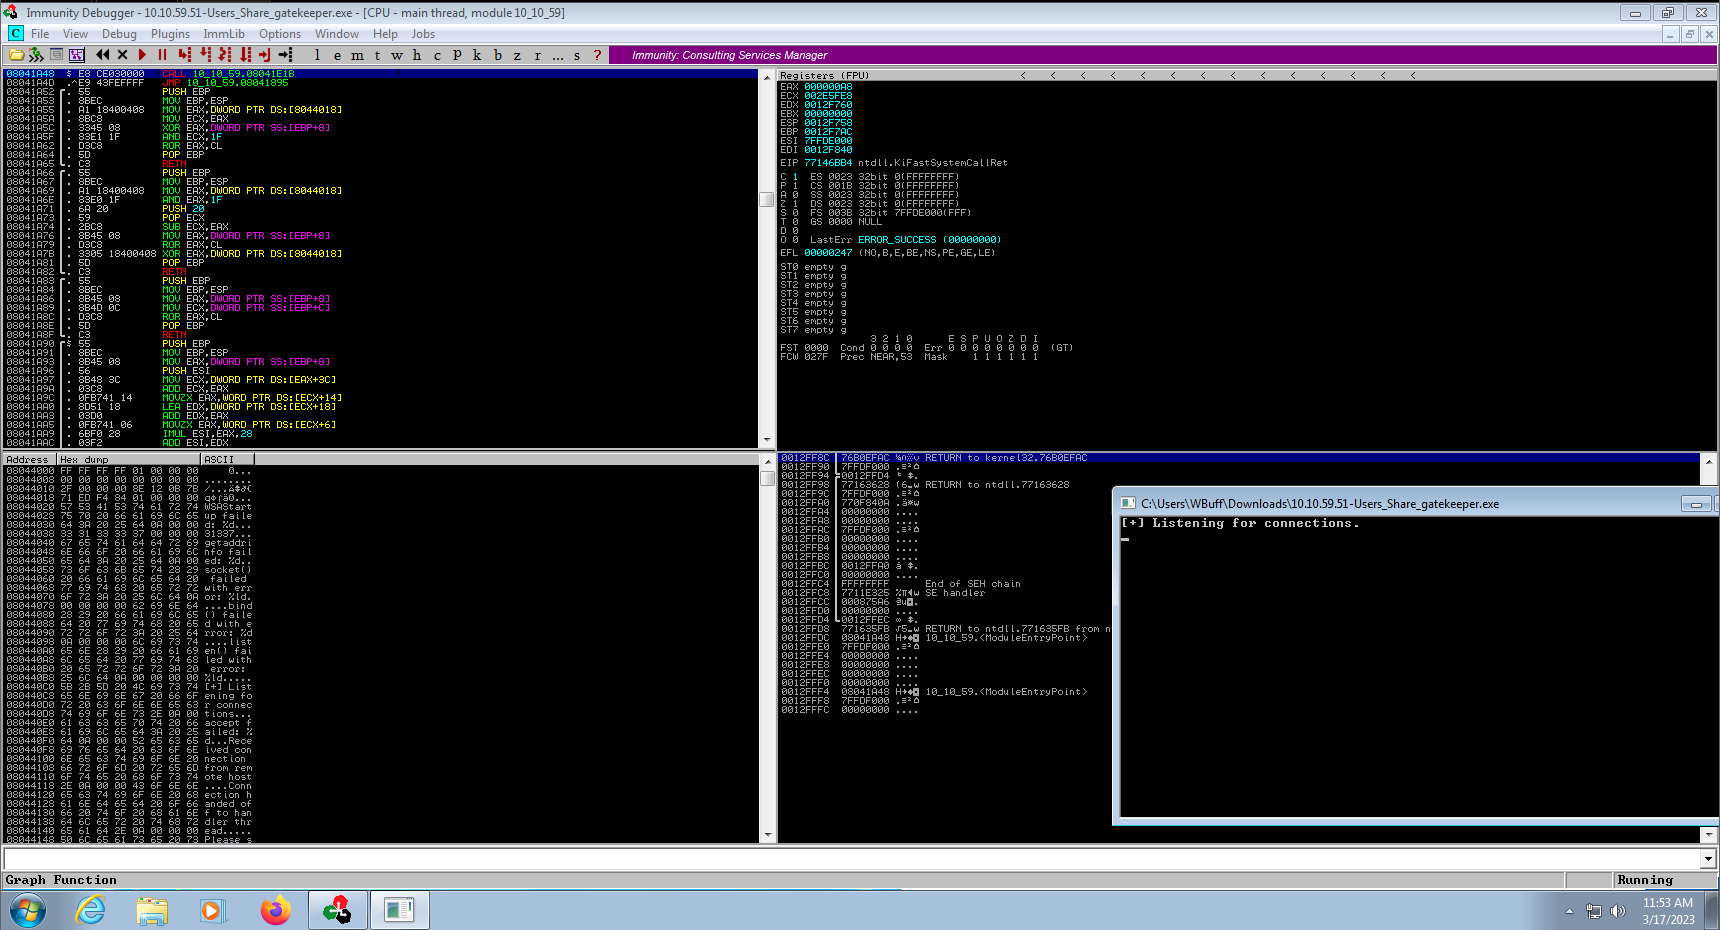 Immunity Debugger - 10.10.59.51-Users_Share_gatekeeper.exe - [CPU - main thread, module 10_10_59]
File View Debug Plugins ImmLib Options Window Help Jobs
l e m t w h c P k b z r ... s ?
Immunity: Consulting Services Manager
08041A48 $ E8 CE030000 CALL 10_10_59.08041E1B
08041A4D .^E9 43FEFFFF JMP 10_10_59.08041895
08041A52 . 55 PUSH EBP
08041A53 . 8BEC MOV EBP,ESP
08041A55 . A1 18400408 MOV EAX,DWORD PTR DS:[8044018]
08041A5A . 8BC8 MOV ECX,EAX
08041A5C . 3345 08 XOR EAX,DWORD PTR SS:[EBP+8]
08041A5F . 83E1 1F AND ECX,1F
08041A62 . D3C8 ROR EAX,CL
08041A64 . 5D POP EBP
08041A65 . C3 RETN
08041A66 . 55 PUSH EBP
08041A67 . 8BEC MOV EBP,ESP
08041A69 . A1 18400408 MOV EAX,DWORD PTR DS:[8044018]
08041A6E . 83E0 1F AND EAX,1F
08041A71 . 6A 20 PUSH 20
08041A73 . 59 POP ECX
08041A74 . 2BC8 SUB ECX,EAX
08041A76 . 8B45 08 MOV EAX,DWORD PTR SS:[EBP+8]
08041A79 . D3C8 ROR EAX,CL
08041A7B . 3305 18400408 XOR EAX,DWORD PTR DS:[8044018]
08041A81 . 5D POP EBP
08041A82 . C3 RETN
08041A83 . 55 PUSH EBP
08041A84 . 8BEC MOV EBP,ESP
08041A86 . 8B45 08 MOV EAX,DWORD PTR SS:[EBP+8]
08041A89 . 8B4D 0C MOV ECX,DWORD PTR SS:[EBP+C]
08041A8C . D3C8 ROR EAX,CL
08041A8E . 5D POP EBP
08041A8F . C3 RETN
08041A90 $ 55 PUSH EBP
08041A91 . 8BEC MOV EBP,ESP
08041A93 . 8B45 08 MOV EAX,DWORD PTR SS:[EBP+8]
08041A96 . 56 PUSH ESI
08041A97 . 8B48 3C MOV ECX,DWORD PTR DS:[EAX+3C]
08041A9A . 03C8 ADD ECX,EAX
08041A9C . 0FB741 14 MOVZX EAX,WORD PTR DS:[ECX+14]
08041AA0 . 8D51 18 LEA EDX,DWORD PTR DS:[ECX+18]
08041AA3 . 03D0 ADD EDX,EAX
08041AA5 . 0FB741 06 MOVZX EAX,WORD PTR DS:[ECX+6]
08041AA9 . 6BF0 28 IMUL ESI,EAX,28
08041AAC . 03F2 ADD ESI,EDX
Registers (FPU) < < < < < < < < < < < < < <
EAX 000000A8
ECX 002E5FE8
EDX 0012F760
EBX 00000000
ESP 0012F758
EBP 0012F7AC
ESI 7FFDE000
EDI 0012F840
EIP 77146BB4 ntdll.KiFastSystemCallRet
C 1 ES 0023 32bit 0(FFFFFFFF)
P 1 CS 001B 32bit 0(FFFFFFFF)
A 0 SS 0023 32bit 0(FFFFFFFF)
Z 1 DS 0023 32bit 0(FFFFFFFF)
S 0 FS 003B 32bit 7FFDE000(FFF)
T 0 GS 0000 NULL
D 0
O 0 LastErr ERROR_SUCCESS (00000000)
EFL 00000247 (NO,B,E,BE,NS,PE,GE,LE)
ST0 empty g
ST1 empty g
ST2 empty g
ST3 empty g
ST4 empty g
ST5 empty g
ST6 empty g
ST7 empty g
3 2 1 0 E S P U O Z D I
FST 0000 Cond 0 0 0 0 Err 0 0 0 0 0 0 0 0 (GT)
FCW 027F Prec NEAR,53 Mask 1 1 1 1 1 1
Address Hex dump ASCII
08044000 FF FF FF FF 01 00 00 00
08044008 00 00 00 00 00 00 00 00 ........
08044010 2F 00 00 00 8E 12 0B 7B
08044018 71 ED F4 84 01 00 00 00
08044020 57 53 41 53 74 61 72 74 WSAStart
08044028 75 70 20 66 61 69 6C 65 up faile
08044030 64 3A 20 25 64 0A 00 00 d: %d...
08044038 33 31 33 33 37 00 00 00 31337...
08044040 67 65 74 61 64 64 72 69 getaddri
08044048 6E 66 6F 20 66 61 69 6C nfo fail
08044050 65 64 3A 20 25 64 0A 00 ed: %d..
08044058 73 6F 63 6B 65 74 28 29 socket()
08044060 20 66 61 69 6C 65 64 20 failed
08044068 77 69 74 68 20 65 72 72 with err
08044070 6F 72 3A 20 25 6C 64 0A or: %ld.
08044078 00 00 00 00 62 69 6E 64 ....bind
08044080 28 29 20 66 61 69 6C 65 () faile
08044088 64 20 77 69 74 68 20 65 d with e
08044090 72 72 6F 72 3A 20 25 64 rror: %d
08044098 0A 00 00 00 6C 69 73 74 ....list
080440A0 65 6E 28 29 20 66 61 69 en() fai
080440A8 6C 65 64 20 77 69 74 68 led with
080440B0 20 65 72 72 6F 72 3A 20 error:
080440B8 25 6C 64 0A 00 00 00 00 %ld.....
080440C0 5B 2B 5D 20 4C 69 73 74 [+] List
080440C8 65 6E 69 6E 67 20 66 6F ening fo
080440D0 72 20 63 6F 6E 6E 65 63 r connec
080440D8 74 69 6F 6E 73 2E 0A 00 tions...
080440E0 61 63 63 65 70 74 20 66 accept f
080440E8 61 69 6C 65 64 3A 20 25 ailed: %
080440F0 64 0A 00 00 52 65 63 65 d...Rece
080440F8 69 76 65 64 20 63 6F 6E ived con
08044100 6E 65 63 74 69 6F 6E 20 nection
08044108 66 72 6F 6D 20 72 65 6D from rem
08044110 6F 74 65 20 68 6F 73 74 ote host
08044118 2E 0A 00 00 43 6F 6E 6E ....Conn
08044120 65 63 74 69 6F 6E 20 68 ection h
08044128 61 6E 64 65 64 20 6F 66 anded of
08044130 66 20 74 6F 20 68 61 6E f to han
08044138 64 6C 65 72 20 74 68 72 dler thr
08044140 65 61 64 2E 0A 00 00 00 ead.....
08044148 50 6C 65 61 73 65 20 73 Please s
0012FF8C 76B0EFAC RETURN to kernel32.76B0EFAC
0012FF90 7FFDF000
0012FF94 0012FFD4
0012FF98 77163628 RETURN to ntdll.77163628
0012FF9C 7FFDF000
0012FFA0 770F840A
0012FFA4 00000000 ....
0012FFA8 00000000 ....
0012FFAC 7FFDF000
0012FFB0 00000000 ....
0012FFB4 00000000 ....
0012FFB8 00000000 ....
0012FFBC 0012FFA0
0012FFC0 00000000 ....
0012FFC4 FFFFFFFF End of SEH chain
0012FFC8 7711E325 SE handler
0012FFCC 000875A6
0012FFD0 00000000 ....
0012FFD4 0012FFEC
0012FFD8 771635FB RETURN to ntdll.771635FB from n
0012FFDC 08041A48 10_10_59.<ModuleEntryPoint>
0012FFE0 7FFDF000
0012FFE4 00000000 ....
0012FFE8 00000000 ....
0012FFEC 00000000 ....
0012FFF0 00000000 ....
0012FFF4 08041A48 10_10_59.<ModuleEntryPoint>
0012FFF8 7FFDF000
0012FFFC 00000000 ....
C:\Users\WBuff\Downloads\10.10.59.51-Users_Share_gatekeeper.exe
[+] Listening for connections.
Graph Function
Running
11:53 AM
3/17/2023